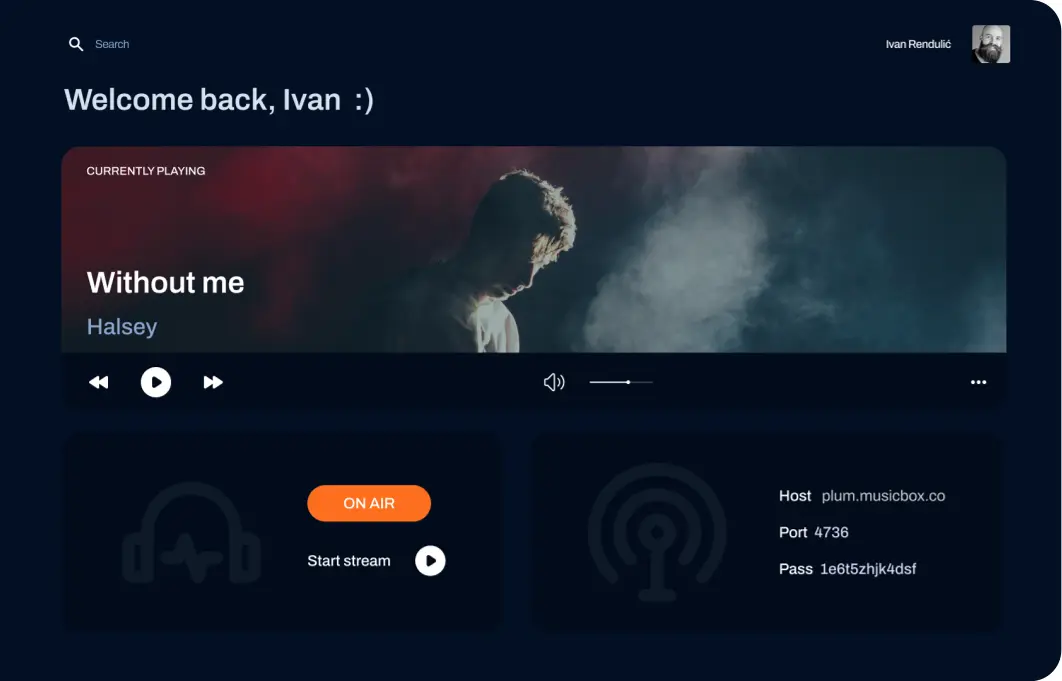 Search
Ivan Rendulić
Welcome back, Ivan :)
CURRENTLY PLAYING
Without me
Halsey
ON AIR
Start stream
Host plum.musicbox.co
Port 4736
Pass 1e6t5zhjk4dsf